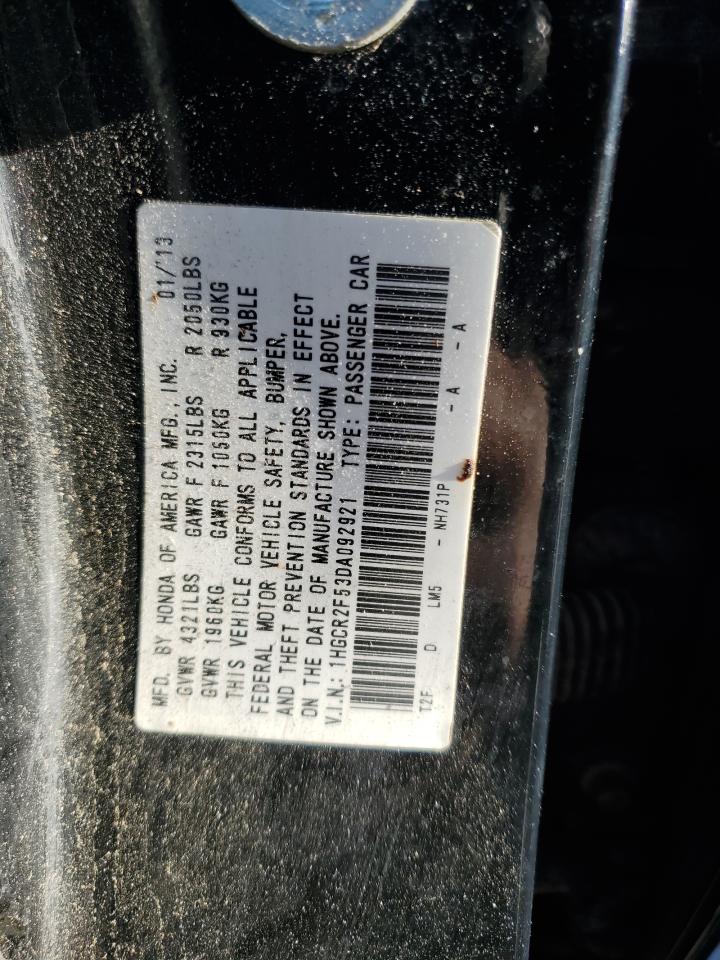 MFD. BY HONDA OF AMERICA MFG., INC. 01/'13
GVWR 4321LBS GAWR F 2315LBS R 2050LBS
GVWR 1960KG GAWR F 1050KG R 930KG
THIS VEHICLE CONFORMS TO ALL APPLICABLE
FEDERAL MOTOR VEHICLE SAFETY, BUMPER,
AND THEFT PREVENTION STANDARDS IN EFFECT
ON THE DATE OF MANUFACTURE SHOWN ABOVE.
V.I.N.: 1HGCR2F53DA092921 TYPE: PASSENGER CAR
H
T2F D LM5 - NH731P - A - A